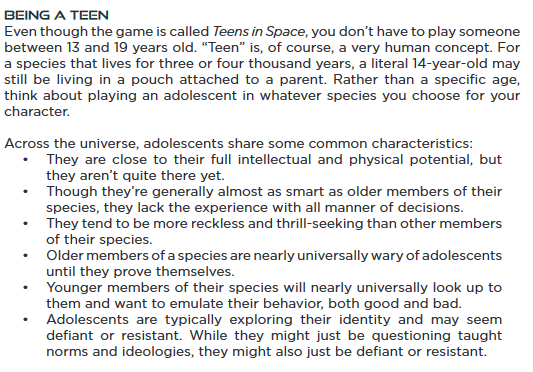 BEING A TEEN
Even though the game is called Teens in Space, you don't have to play someone
between 13 and 19 years old. "Teen" is, of course, a very human concept. For
a species that lives for three or four thousand years, a literal 14-year-old may
still be living in a pouch attached to a parent. Rather than a specific age,
think about playing an adolescent in whatever species you choose for your
character.
Across the universe, adolescents share some common characteristics:
• They are close to their full intellectual and physical potential, but
they aren't quite there yet.
• Though they're generally almost as smart as older members of their
species, they lack the experience with all manner of decisions.
• They tend to be more reckless and thrill-seeking than other members
of their species.
• Older members of a species are nearly universally wary of adolescents
until they prove themselves.
• Younger members of their species will nearly universally look up to
them and want to emulate their behavior, both good and bad.
• Adolescents are typically exploring their identity and may seem
defiant or resistant. While they might just be questioning taught
norms and ideologies, they might also just be defiant or resistant.